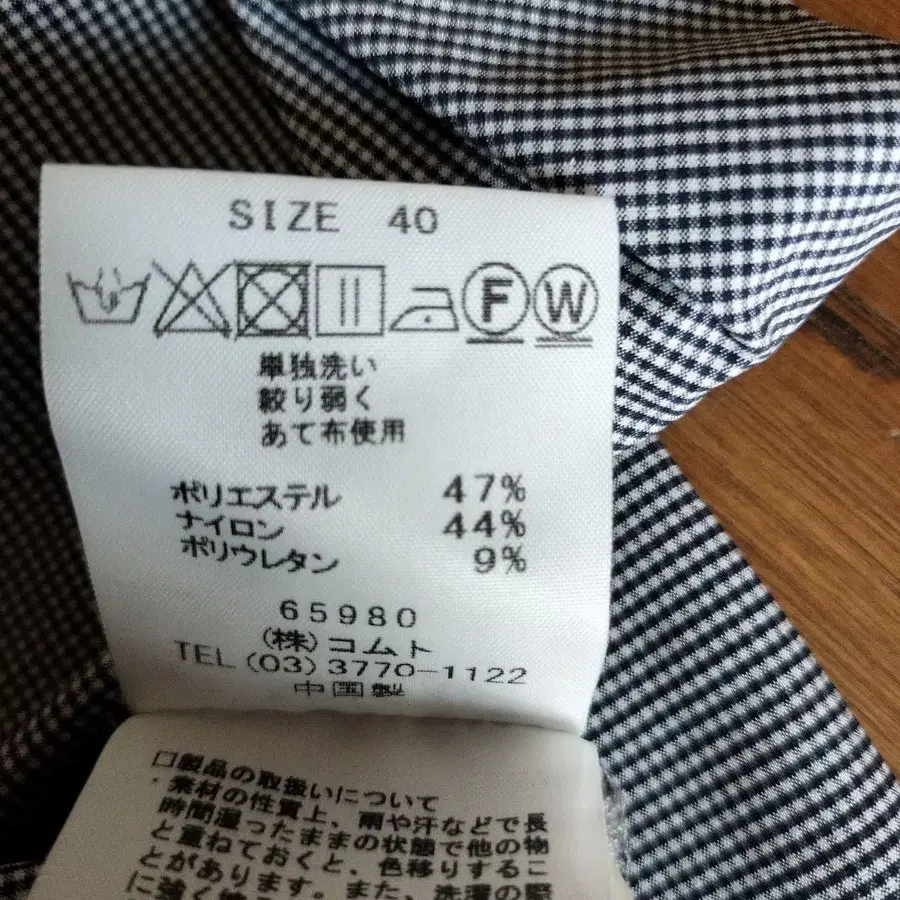 SIZE 40
F W
単独洗い
絞り弱く
あて布使用
ポリエステル 47%
ナイロン 44%
ポリウレタン 9%
65980
(株)コムト
TEL(03)3770-1122
中国製
□製品の取扱いについて
・素材の性質上、雨や汗などで長
時間湿ったままの状態で他の物
と重ねておくと、色移りするこ
とがあります。また、洗濯の際
に強く